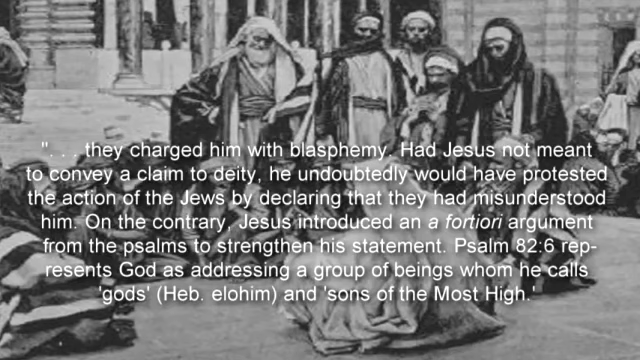 ". . . they charged him with blasphemy. Had Jesus not meant
to convey a claim to deity, he undoubtedly would have protested
the action of the Jews by declaring that they had misunderstood
him. On the contrary, Jesus introduced an a fortiori argument
from the psalms to strengthen his statement. Psalm 82:6 rep-
resents God as addressing a group of beings whom he calls
'gods' (Heb. elohim) and 'sons of the Most High.'